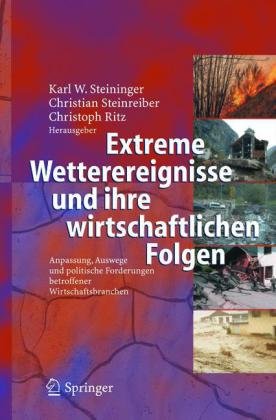 Karl W. Steininger
Christian Steinreiber
Christoph Ritz
Herausgeber
Extreme
Wetterereignisse
und ihre
wirtschaftlichen
Folgen
Anpassung, Auswege
und politische Forderungen
betroffener
Wirtschaftsbranchen
Springer